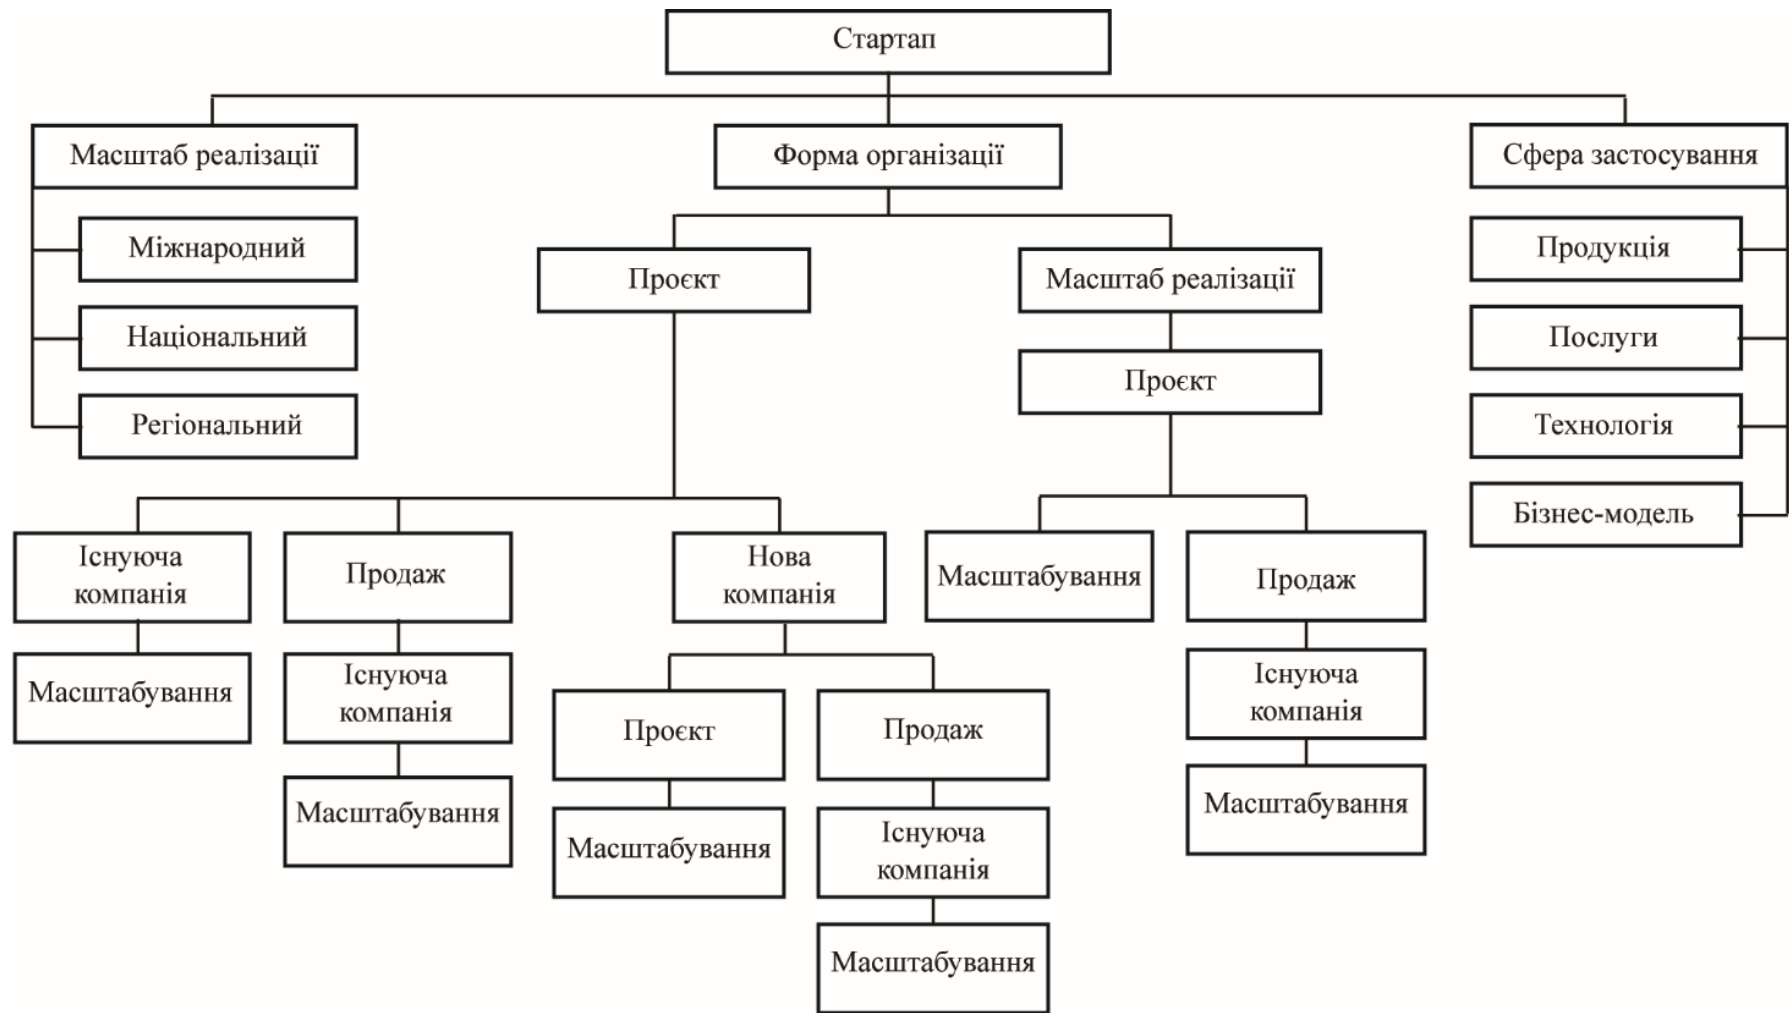 Стартап
Масштаб реалізації
Форма організації
Сфера застосування
Міжнародний
Національний
Регіональний
Проєкт
Масштаб реалізації
Проєкт
Продукція
Послуги
Технологія
Бізнес-модель
Існуюча
компанія
Масштабування
Продаж
Існуюча
компанія
Масштабування
Нова
компанія
Проєкт
Масштабування
Продаж
Існуюча
компанія
Масштабування
Масштабування
Продаж
Існуюча
компанія
Масштабування